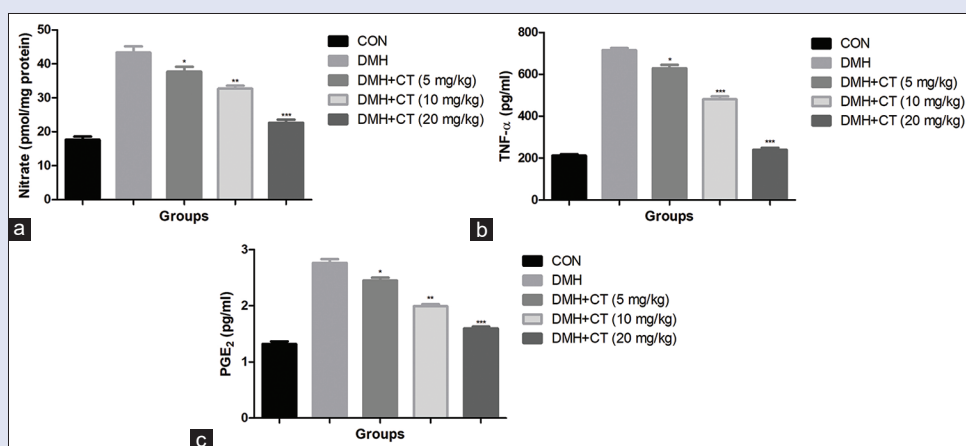 50
40
30
20
10
0
Nitrate (pmol/mg protein)
*
**
***
Groups
CON
DMH
DMH+CT (5 mg/kg)
DMH+CT (10 mg/kg)
DMH+CT (20 mg/kg)
a
800
600
400
200
0
TNF-α (pg/ml)
*
***
***
Groups
CON
DMH
DMH+CT (5 mg/kg)
DMH+CT (10 mg/kg)
DMH+CT (20 mg/kg)
b
3
2
1
0
PGE₂ (pg/ml)
*
**
***
Groups
CON
DMH
DMH+CT (5 mg/kg)
DMH+CT (10 mg/kg)
DMH+CT (20 mg/kg)
c